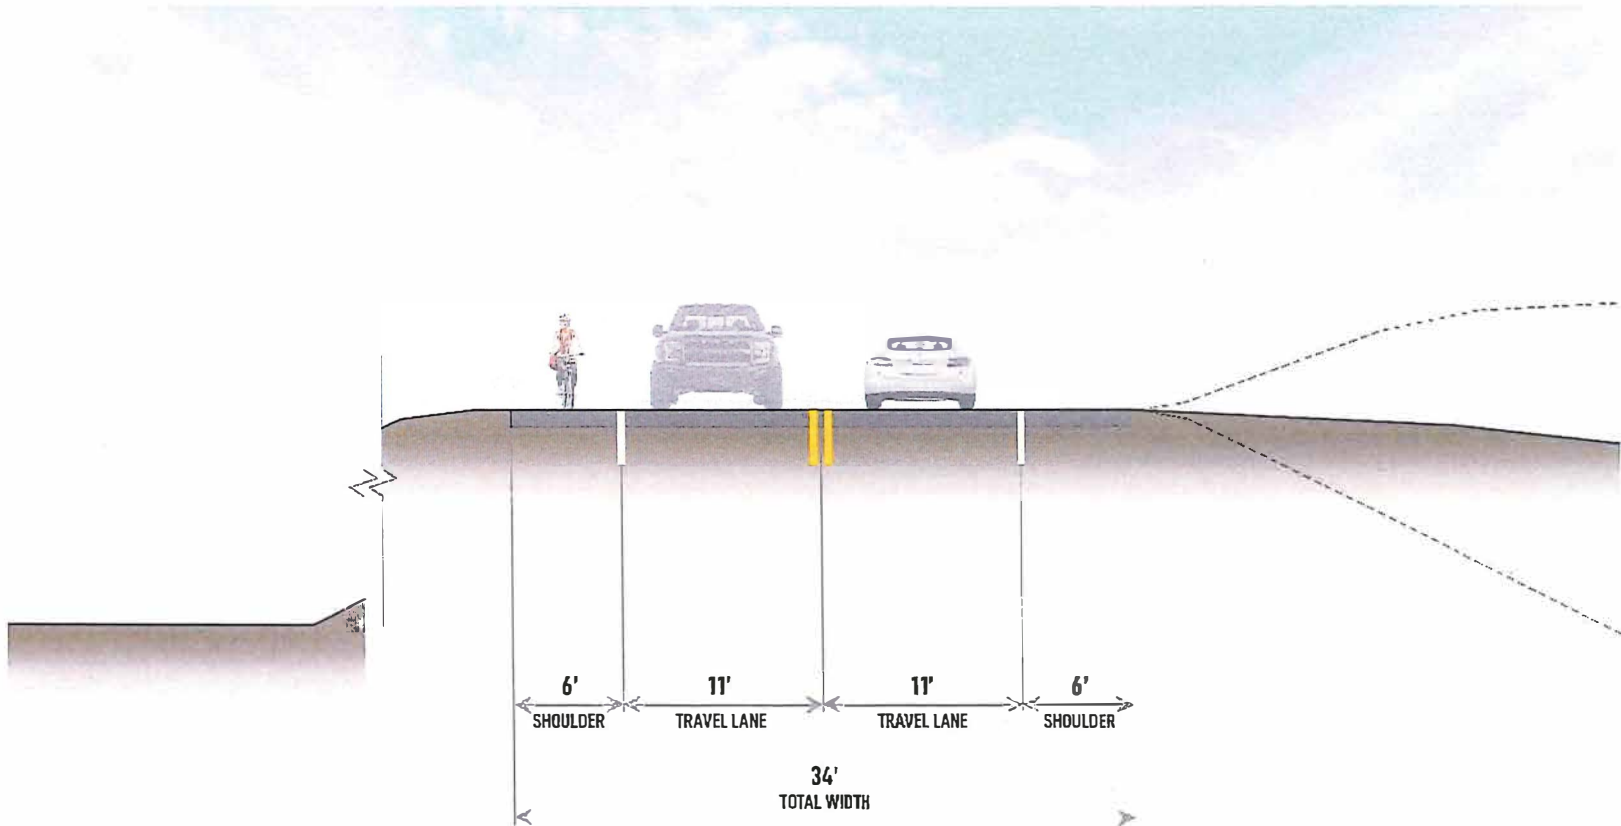 6' 11' 11' 6'
SHOULDER TRAVEL LANE TRAVEL LANE SHOULDER
34'
TOTAL WIDTH